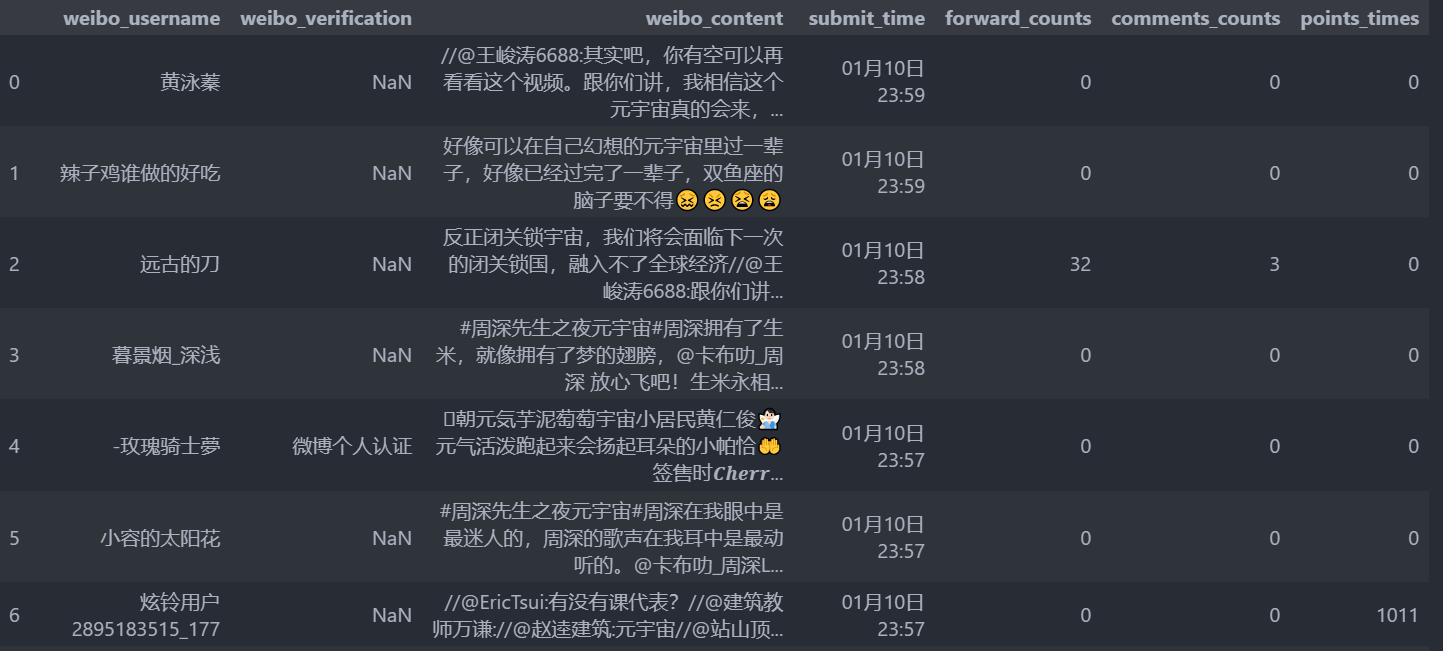 weibo_username weibo_verification weibo_content submit_time forward_counts comments_counts points_times
//@王峻涛6688:其实吧，你有空可以再
看看这个视频。跟你们讲，我相信这个
元宇宙真的会来，...
0 黄泳蓁 NaN 01月10日
23:59 0 0 0
好像可以在自己幻想的元宇宙里过一辈
子，好像已经过完了一辈子，双鱼座的
脑子要不得😖😣😫😩
1 辣子鸡谁做的好吃 NaN 01月10日
23:59 0 0 0
反正闭关锁宇宙，我们将会面临下一次
的闭关锁国，融入不了全球经济//@王
峻涛6688:跟你们讲...
2 远古的刀 NaN 01月10日
23:58 32 3 0
#周深先生之夜元宇宙#周深拥有了生
米，就像拥有了梦的翅膀，@卡布叻_周
深 放心飞吧！生米永相...
3 暮景烟_深浅 NaN 01月10日
23:58 0 0 0
朝元気芋泥萄萄宇宙小居民黄仁俊
元气活泼跑起来会扬起耳朵的小帕恰🤲
签售时𝑪𝒉𝒆𝒓𝒓...
4 -玫瑰骑士夢 微博个人认证 01月10日
23:57 0 0 0
#周深先生之夜元宇宙#周深在我眼中是
最迷人的，周深的歌声在我耳中是最动
听的。@卡布叻_周深L...
5 小容的太阳花 NaN 01月10日
23:57 0 0 0
//@EricTsui:有没有课代表？//@建筑教
师万谦://@赵逵建筑:元宇宙//@站山顶...
6 炫铃用户
2895183515_177 NaN 01月10日
23:57 0 0 1011